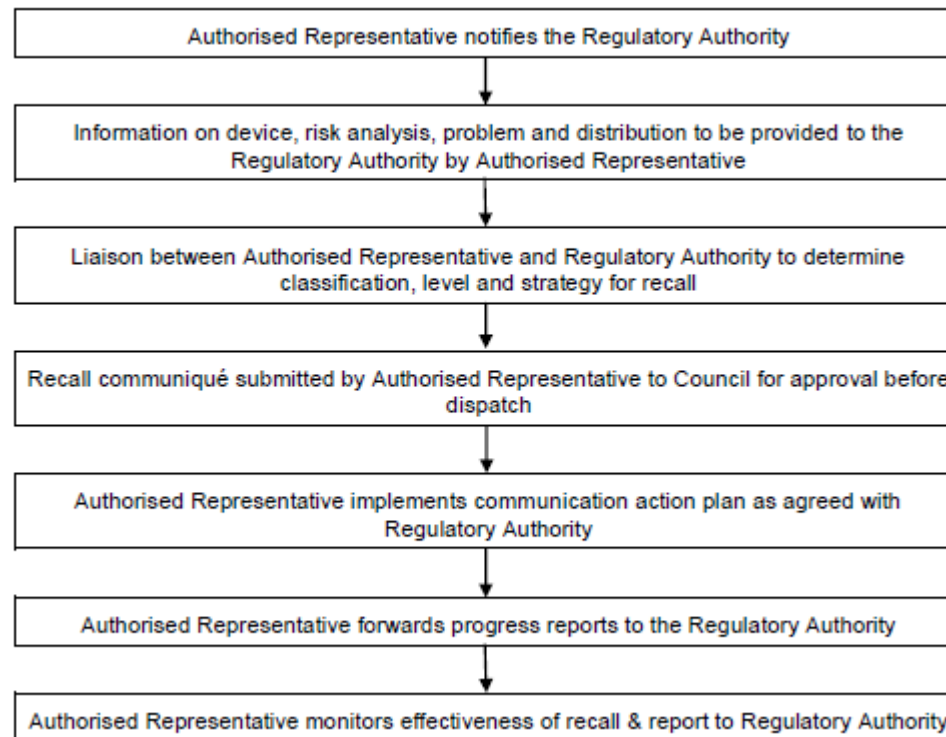 Authorised Representative notifies the Regulatory Authority
Information on device, risk analysis, problem and distribution to be provided to the
Regulatory Authority by Authorised Representative
Liaison between Authorised Representative and Regulatory Authority to determine
classification, level and strategy for recall
Recall communiqué submitted by Authorised Representative to Council for approval before
dispatch
Authorised Representative implements communication action plan as agreed with
Regulatory Authority
Authorised Representative forwards progress reports to the Regulatory Authority
Authorised Representative monitors effectiveness of recall & report to Regulatory Authority